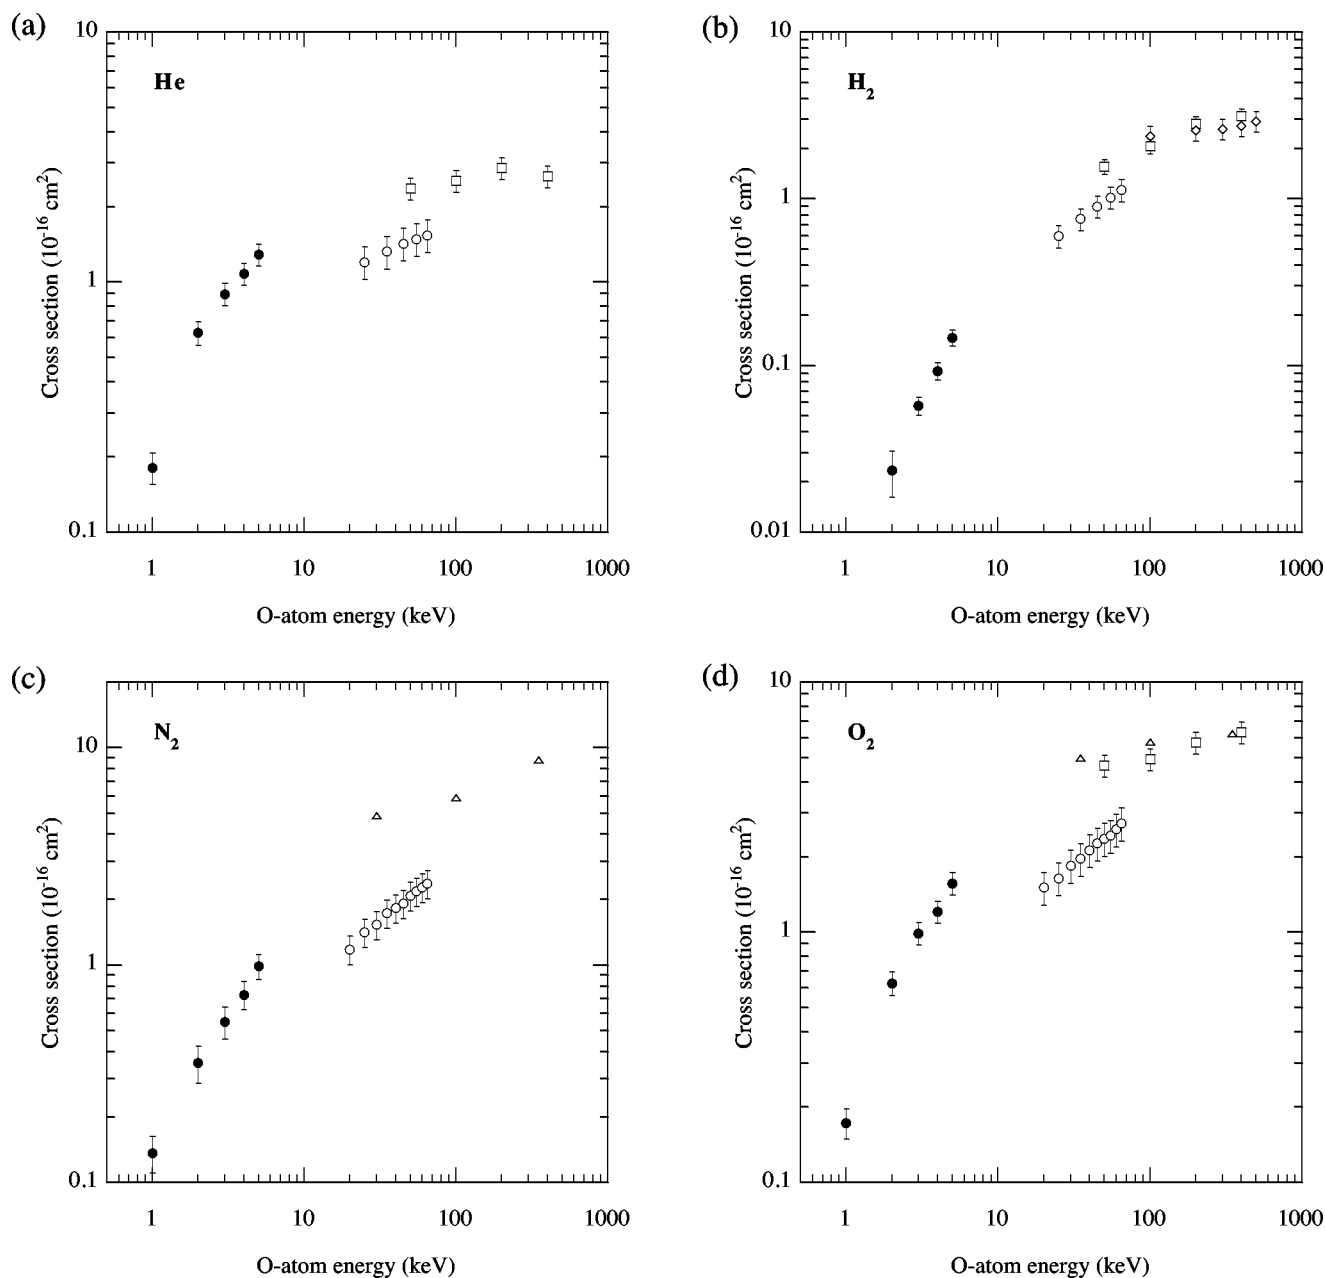 (a)
He
10
1
0.1
Cross section (10⁻¹⁶ cm²)
1 10 100 1000
O-atom energy (keV)
(b)
H₂
10
1
0.1
0.01
Cross section (10⁻¹⁶ cm²)
1 10 100 1000
O-atom energy (keV)
(c)
N₂
10
1
0.1
Cross section (10⁻¹⁶ cm²)
1 10 100 1000
O-atom energy (keV)
(d)
O₂
10
1
0.1
Cross section (10⁻¹⁶ cm²)
1 10 100 1000
O-atom energy (keV)